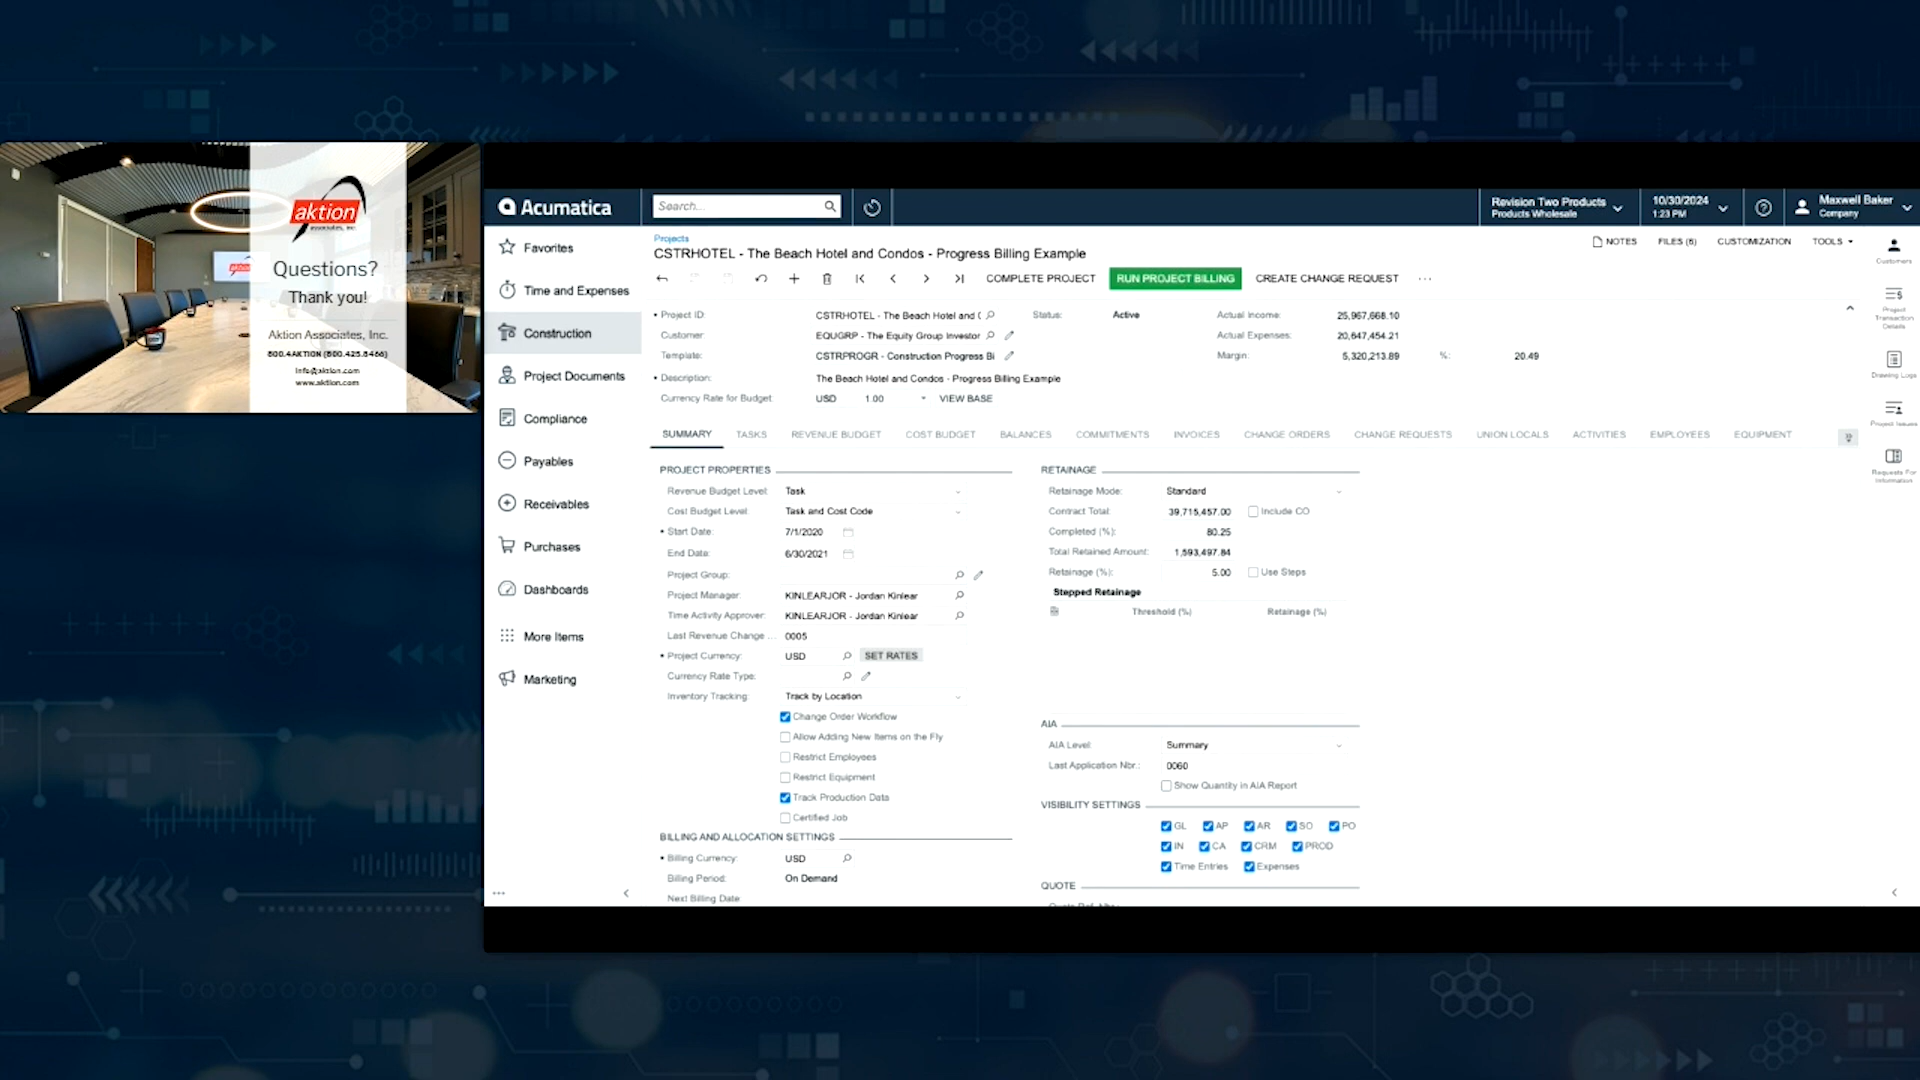 aktion
associates, inc.
Questions?
Thank you!
Aktion Associates, Inc.
800.4AKTION (800.425.8466)
info@aktion.com
www.aktion.com
Acumatica
Search...
Revision Two Products
Products Wholesale
10/30/2024
1:23 PM
Maxwell Baker
Company
Favorites
Time and Expenses
Construction
Project Documents
Compliance
Payables
Receivables
Purchases
Dashboards
More Items
Marketing
Projects
CSTRHOTEL - The Beach Hotel and Condos - Progress Billing Example
NOTES FILES (6) CUSTOMIZATION TOOLS
COMPLETE PROJECT RUN PROJECT BILLING CREATE CHANGE REQUEST ...
Project ID: CSTRHOTEL - The Beach Hotel and ( Status: Active Actual Income: 25,967,668.10
Customer: EQUGRP - The Equity Group Investor Actual Expenses: 20,647,454.21
Template: CSTRPROGR - Construction Progress Bi Margin: 5,320,213.89 %: 20.49
Description: The Beach Hotel and Condos - Progress Billing Example
Currency Rate for Budget USD 1.00 VIEW BASE
SUMMARY TASKS REVENUE BUDGET COST BUDGET BALANCES COMMITMENTS INVOICES CHANGE ORDERS CHANGE REQUESTS UNION LOCALS ACTIVITIES EMPLOYEES EQUIPMENT
PROJECT PROPERTIES
Revenue Budget Level: Task
Cost Budget Level: Task and Cost Code
Start Date: 7/1/2020
End Date: 6/30/2021
Project Group:
Project Manager: KINLEARJOR - Jordan Kinlear
Time Activity Approver: KINLEARJOR - Jordan Kinlear
Last Revenue Change ... 0005
Project Currency: USD SET RATES
Currency Rate Type:
Inventory Tracking: Track by Location
Change Order Workflow
Allow Adding New Items on the Fly
Restrict Employees
Restrict Equipment
Track Production Data
Certified Job
BILLING AND ALLOCATION SETTINGS
Billing Currency: USD
Billing Period: On Demand
Next Billing Date
RETAINAGE
Retainage Mode: Standard
Contract Total: 39,715,457.00 Include CO
Completed (%): 80.25
Total Retained Amount: 1,593,497.84
Retainage (%): 5.00 Use Steps
Stepped Retainage
Threshold (%) Retainage (%)
AIA
AIA Level: Summary
Last Application Nbr.: 0060
Show Quantity in AIA Report
VISIBILITY SETTINGS
GL AP AR SO PO
IN CA CRM PROD
Time Entries Expenses
QUOTE
Customers
Project
Transaction
Details
Drawing Logs
Project Issues
Requests For
Information